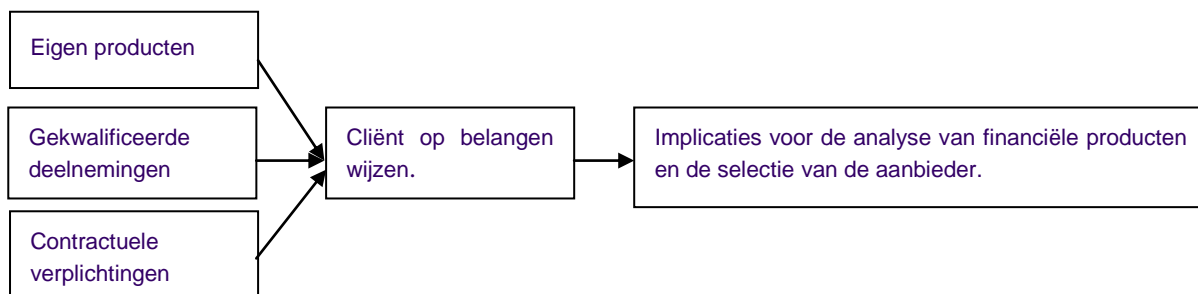 Eigen producten
Gekwalificeerde
deelnemingen
Contractuele
verplichtingen
Cliënt op belangen
wijzen.
Implicaties voor de analyse van financiële producten
en de selectie van de aanbieder.